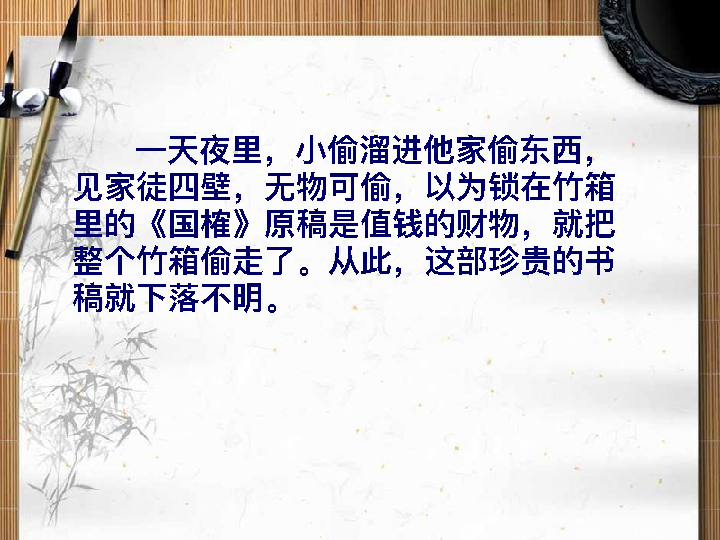 一天夜里，小偷溜进他家偷东西，
见家徒四壁，无物可偷，以为锁在竹箱
里的《国榷》原稿是值钱的财物，就把
整个竹箱偷走了。从此，这部珍贵的书
稿就下落不明。